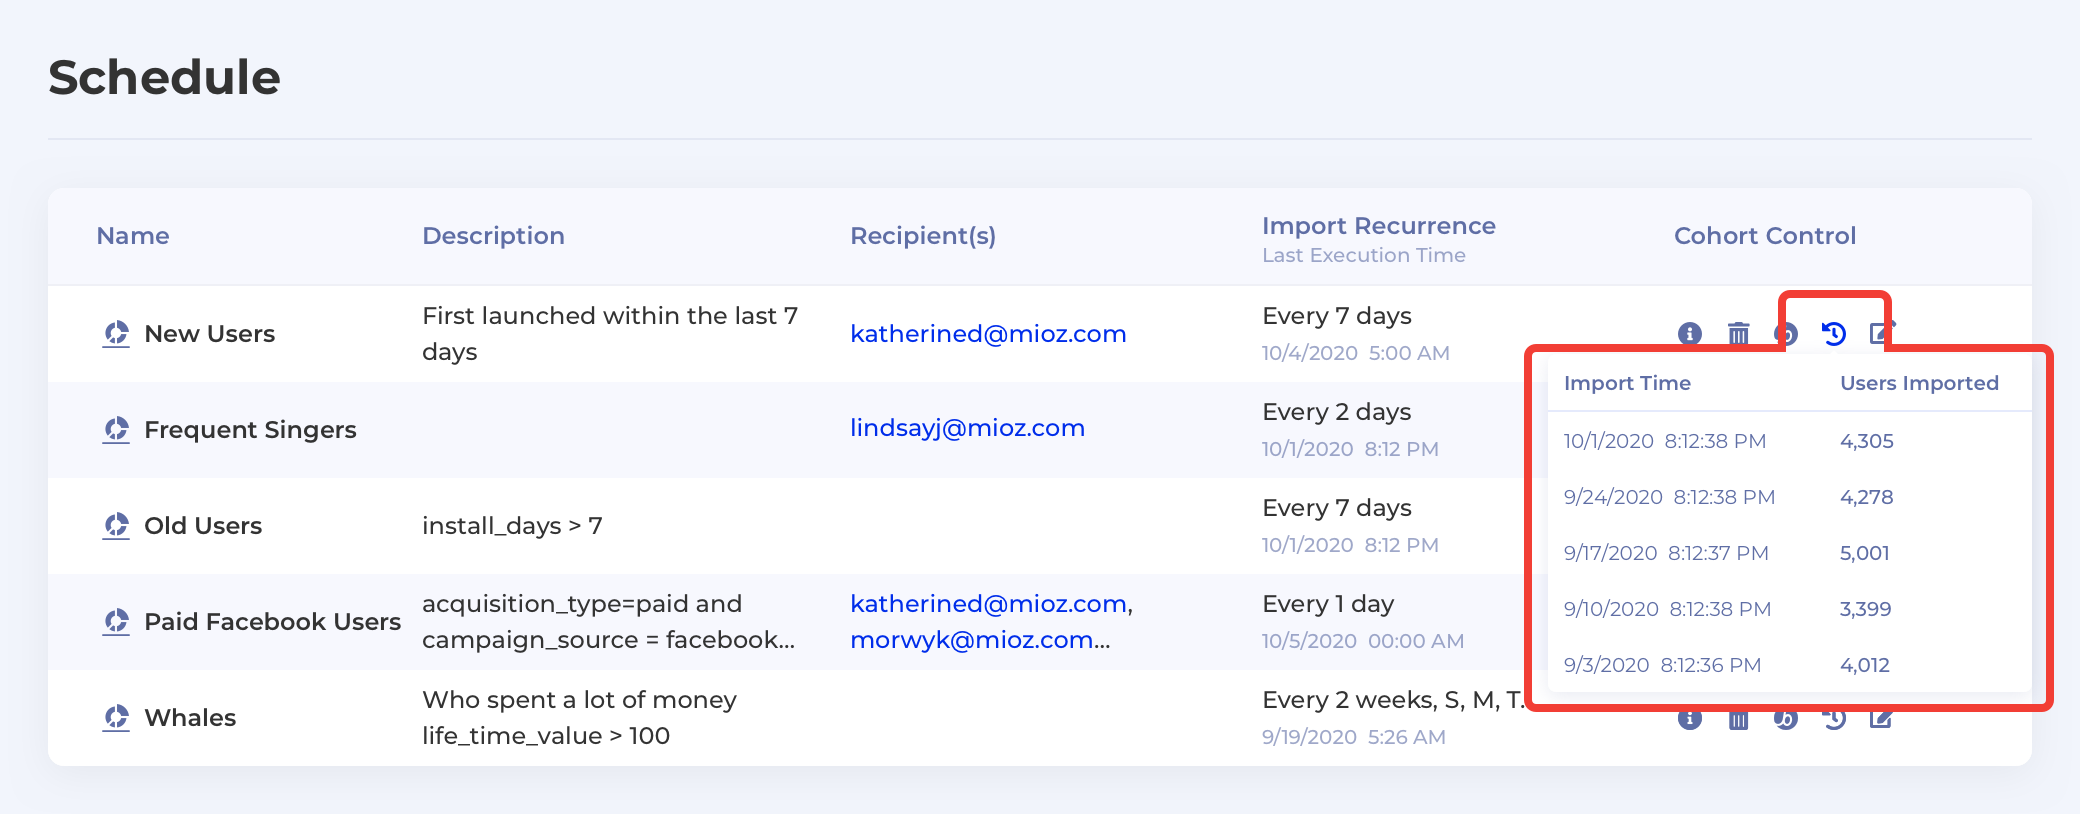 Schedule
Name
Description
Recipient(s)
Import Recurrence
Last Execution Time
Cohort Control
New Users
First launched within the last 7
days
katherined@mioz.com
Every 7 days
10/4/2020 5:00 AM
Frequent Singers
lindsayj@mioz.com
Every 2 days
10/1/2020 8:12 PM
Old Users
install_days > 7
Every 7 days
10/1/2020 8:12 PM
Paid Facebook Users
acquisition_type=paid and
campaign_source = facebook...
katherined@mioz.com,
morwyk@mioz.com...
Every 1 day
10/5/2020 00:00 AM
Whales
Who spent a lot of money
life_time_value > 100
Every 2 weeks, S, M, T..
9/19/2020 5:26 AM
Import Time Users Imported
10/1/2020 8:12:38 PM 4,305
9/24/2020 8:12:38 PM 4,278
9/17/2020 8:12:37 PM 5,001
9/10/2020 8:12:38 PM 3,399
9/3/2020 8:12:36 PM 4,012